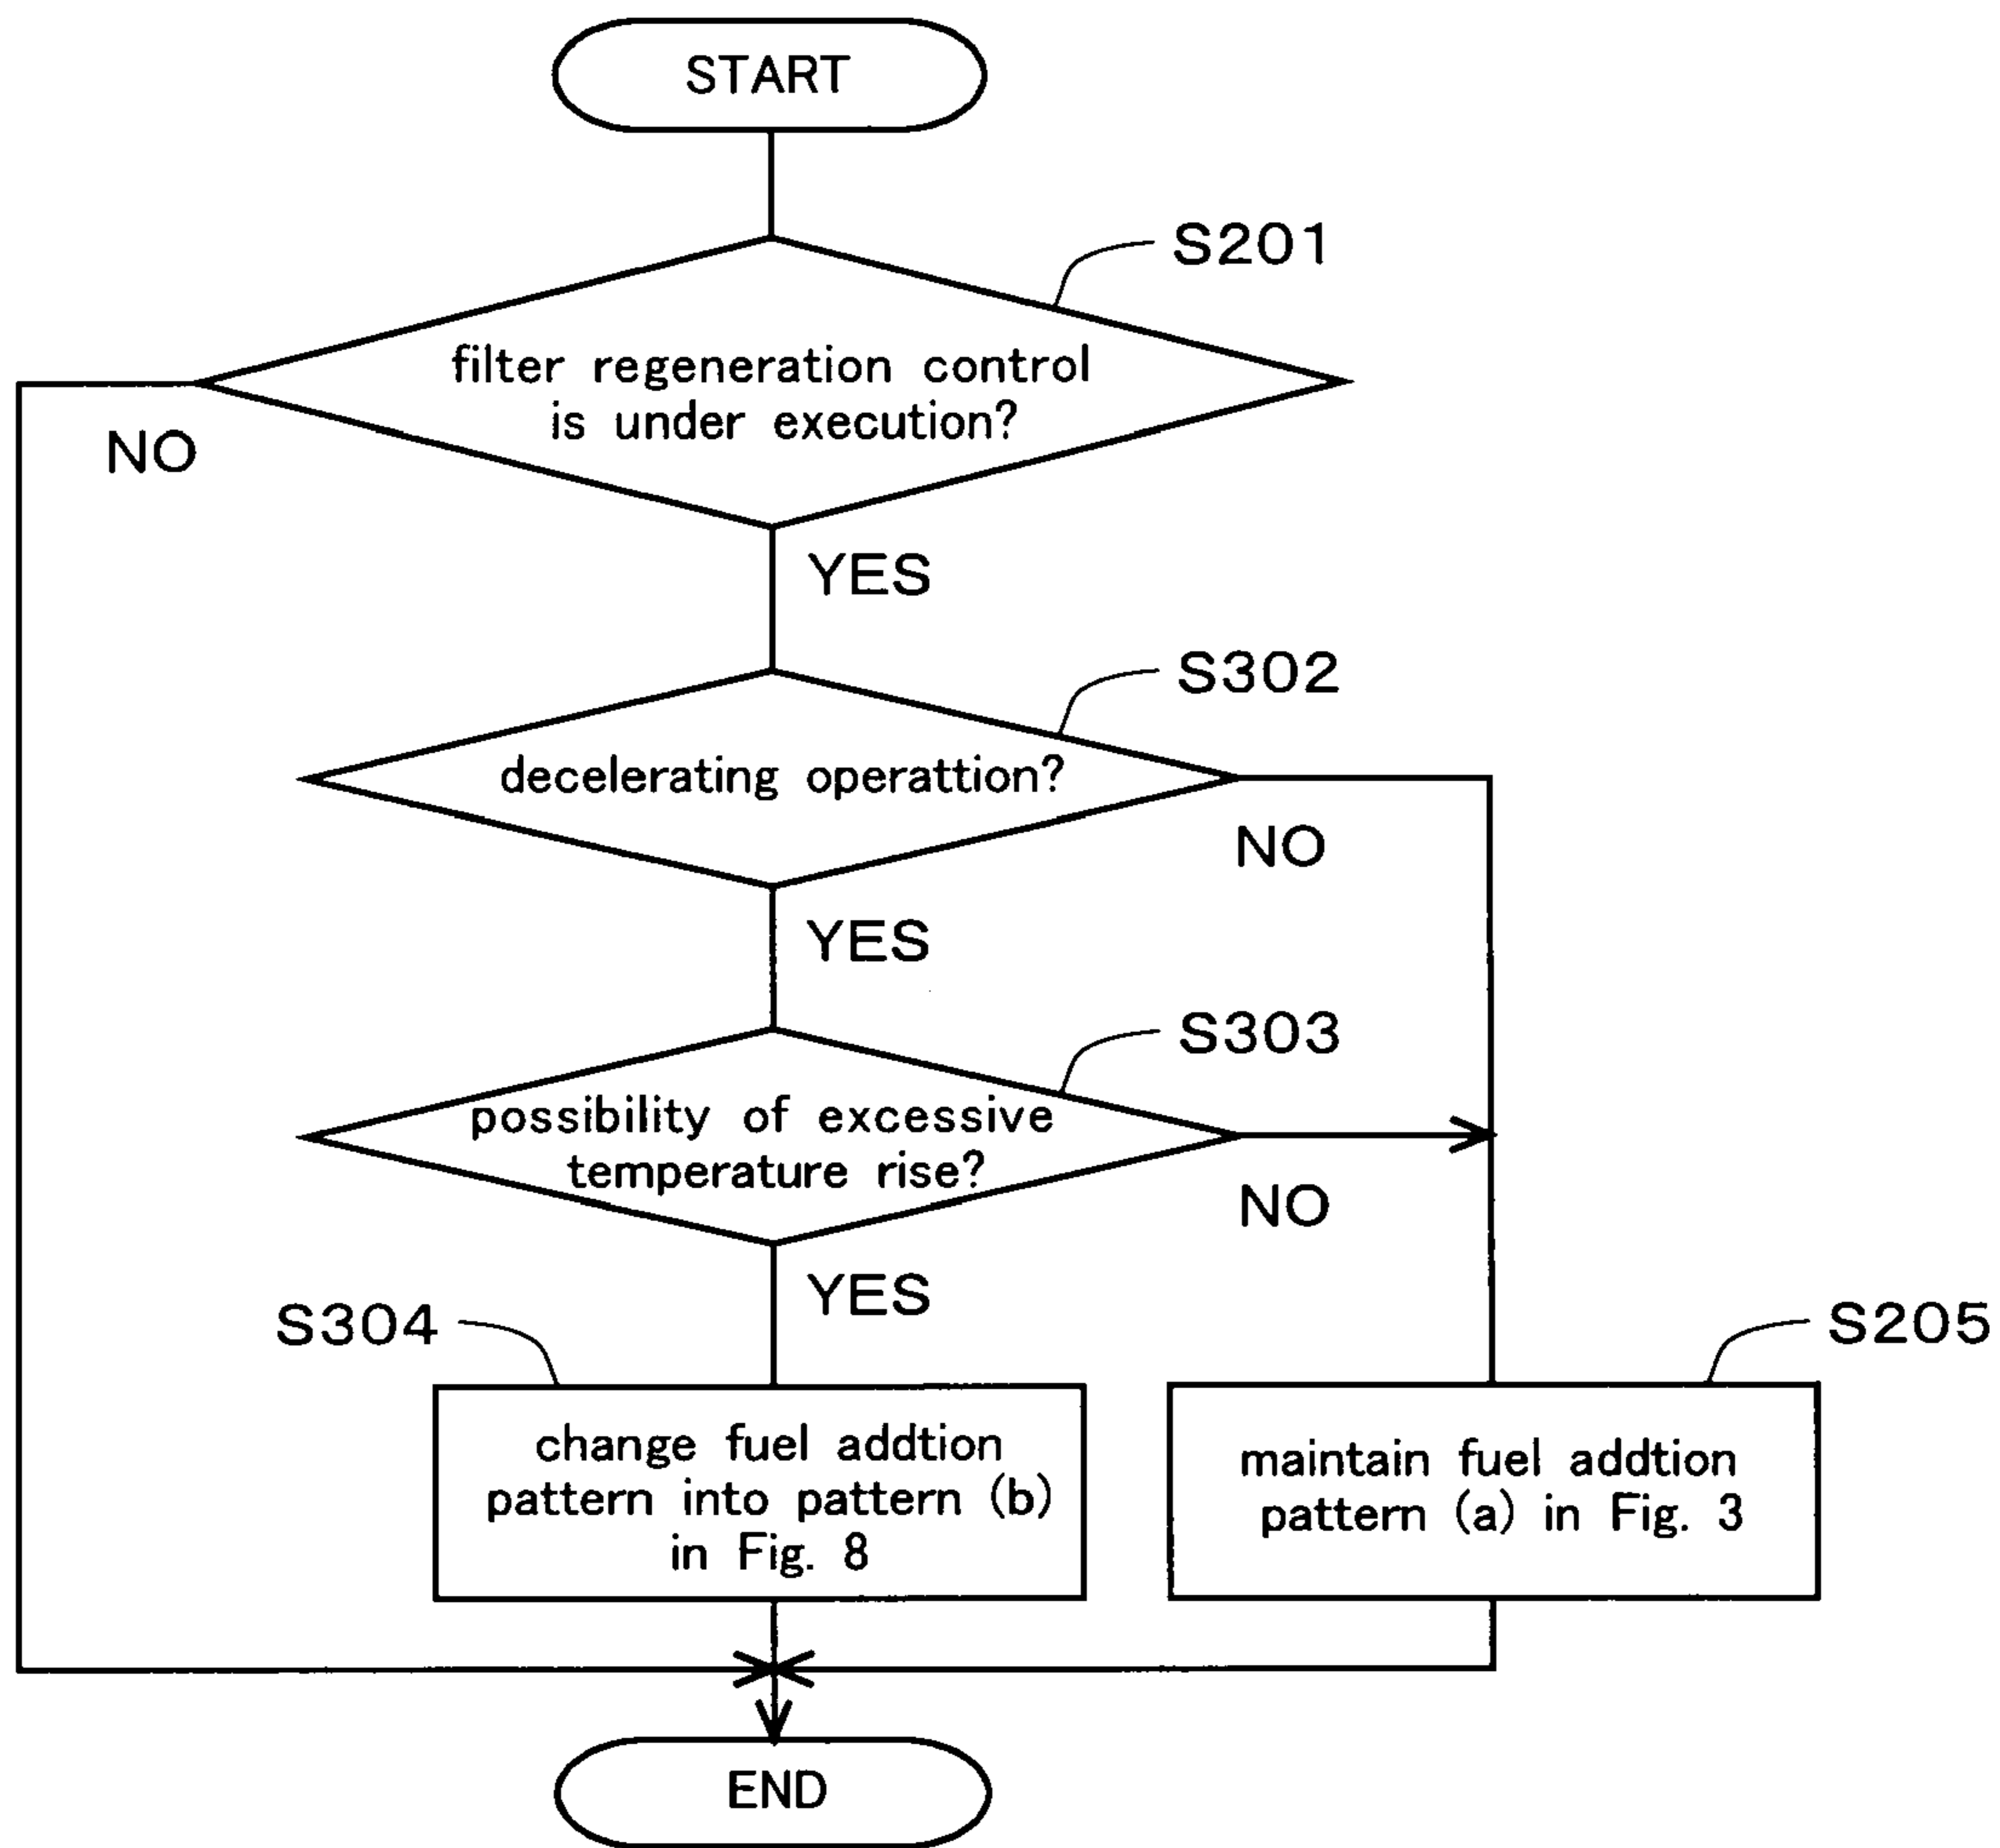 START
S201
filter regeneration control
is under execution?
NO
YES
S302
decelerating operattion?
NO
YES
S303
possibility of excessive
temperature rise?
NO
YES
S304
S205
change fuel addtion
pattern into pattern (b)
in Fig. 8
maintain fuel addtion
pattern (a) in Fig. 3
END